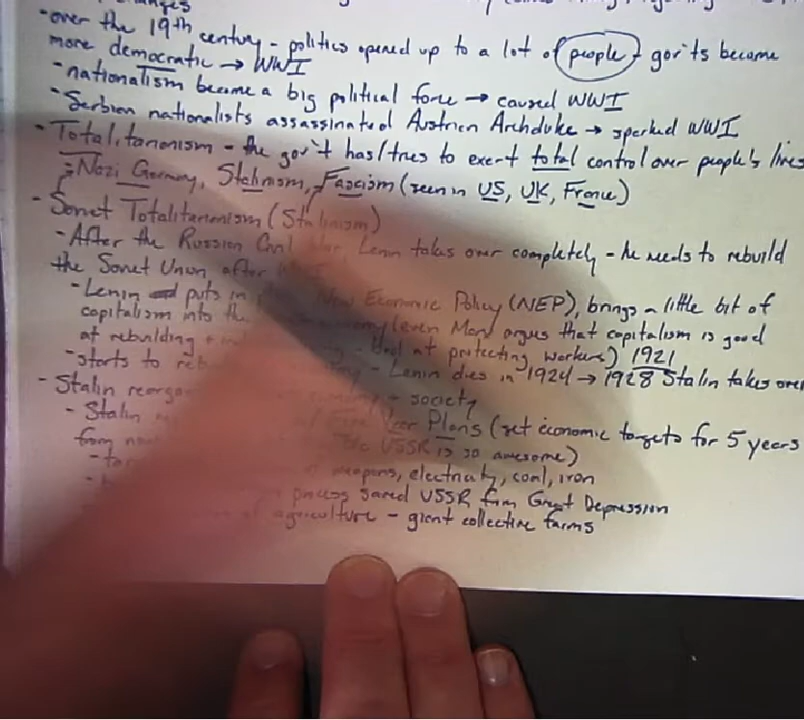 -over the 19th century - politics opened up to a lot of people + gov'ts become
more democratic → WWI
-nationalism became a big political force → caused WWI
-Serbian nationalists assassinated Austrian Archduke → sparked WWI
-Totalitarianism - the gov't has/tries to exert total control over people's lives
-Nazi Germany, Stalinism, Fascism (seen in US, UK, France)
-Soviet Totalitarianism (Stalinism)
-After the Russian Civil Lenin takes over completely - he needs to rebuild
the Soviet Union after
-Lenin puts in New Economic Policy (NEP), brings a little bit of
capitalism into the (even Marx argues that capitalism is good
at rebuilding - bad at protecting workers) 1921
-starts to - Lenin dies in 1924 → 1928 Stalin takes over
-Stalin - society
-Stalin Year Plans (set economic targets for 5 years
from USSR is so awesome)
weapons, electricity, coal, iron
process saved USSR from Great Depression
of agriculture - giant collective farms